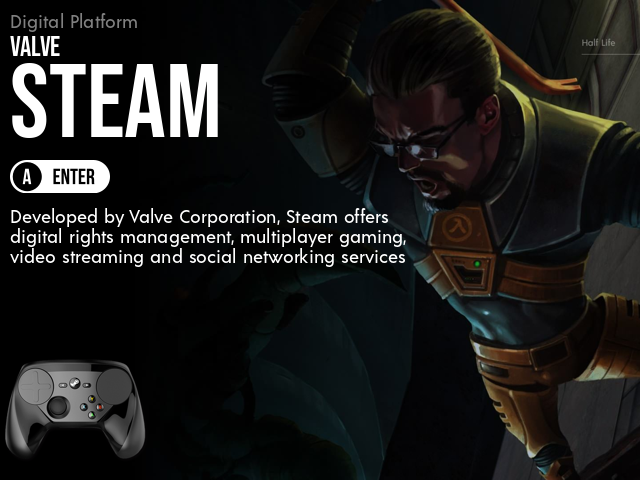 Digital Platform
VALVE
STEAM
A ENTER
Developed by Valve Corporation, Steam offers
digital rights management, multiplayer gaming,
video streaming and social networking services
Half Life